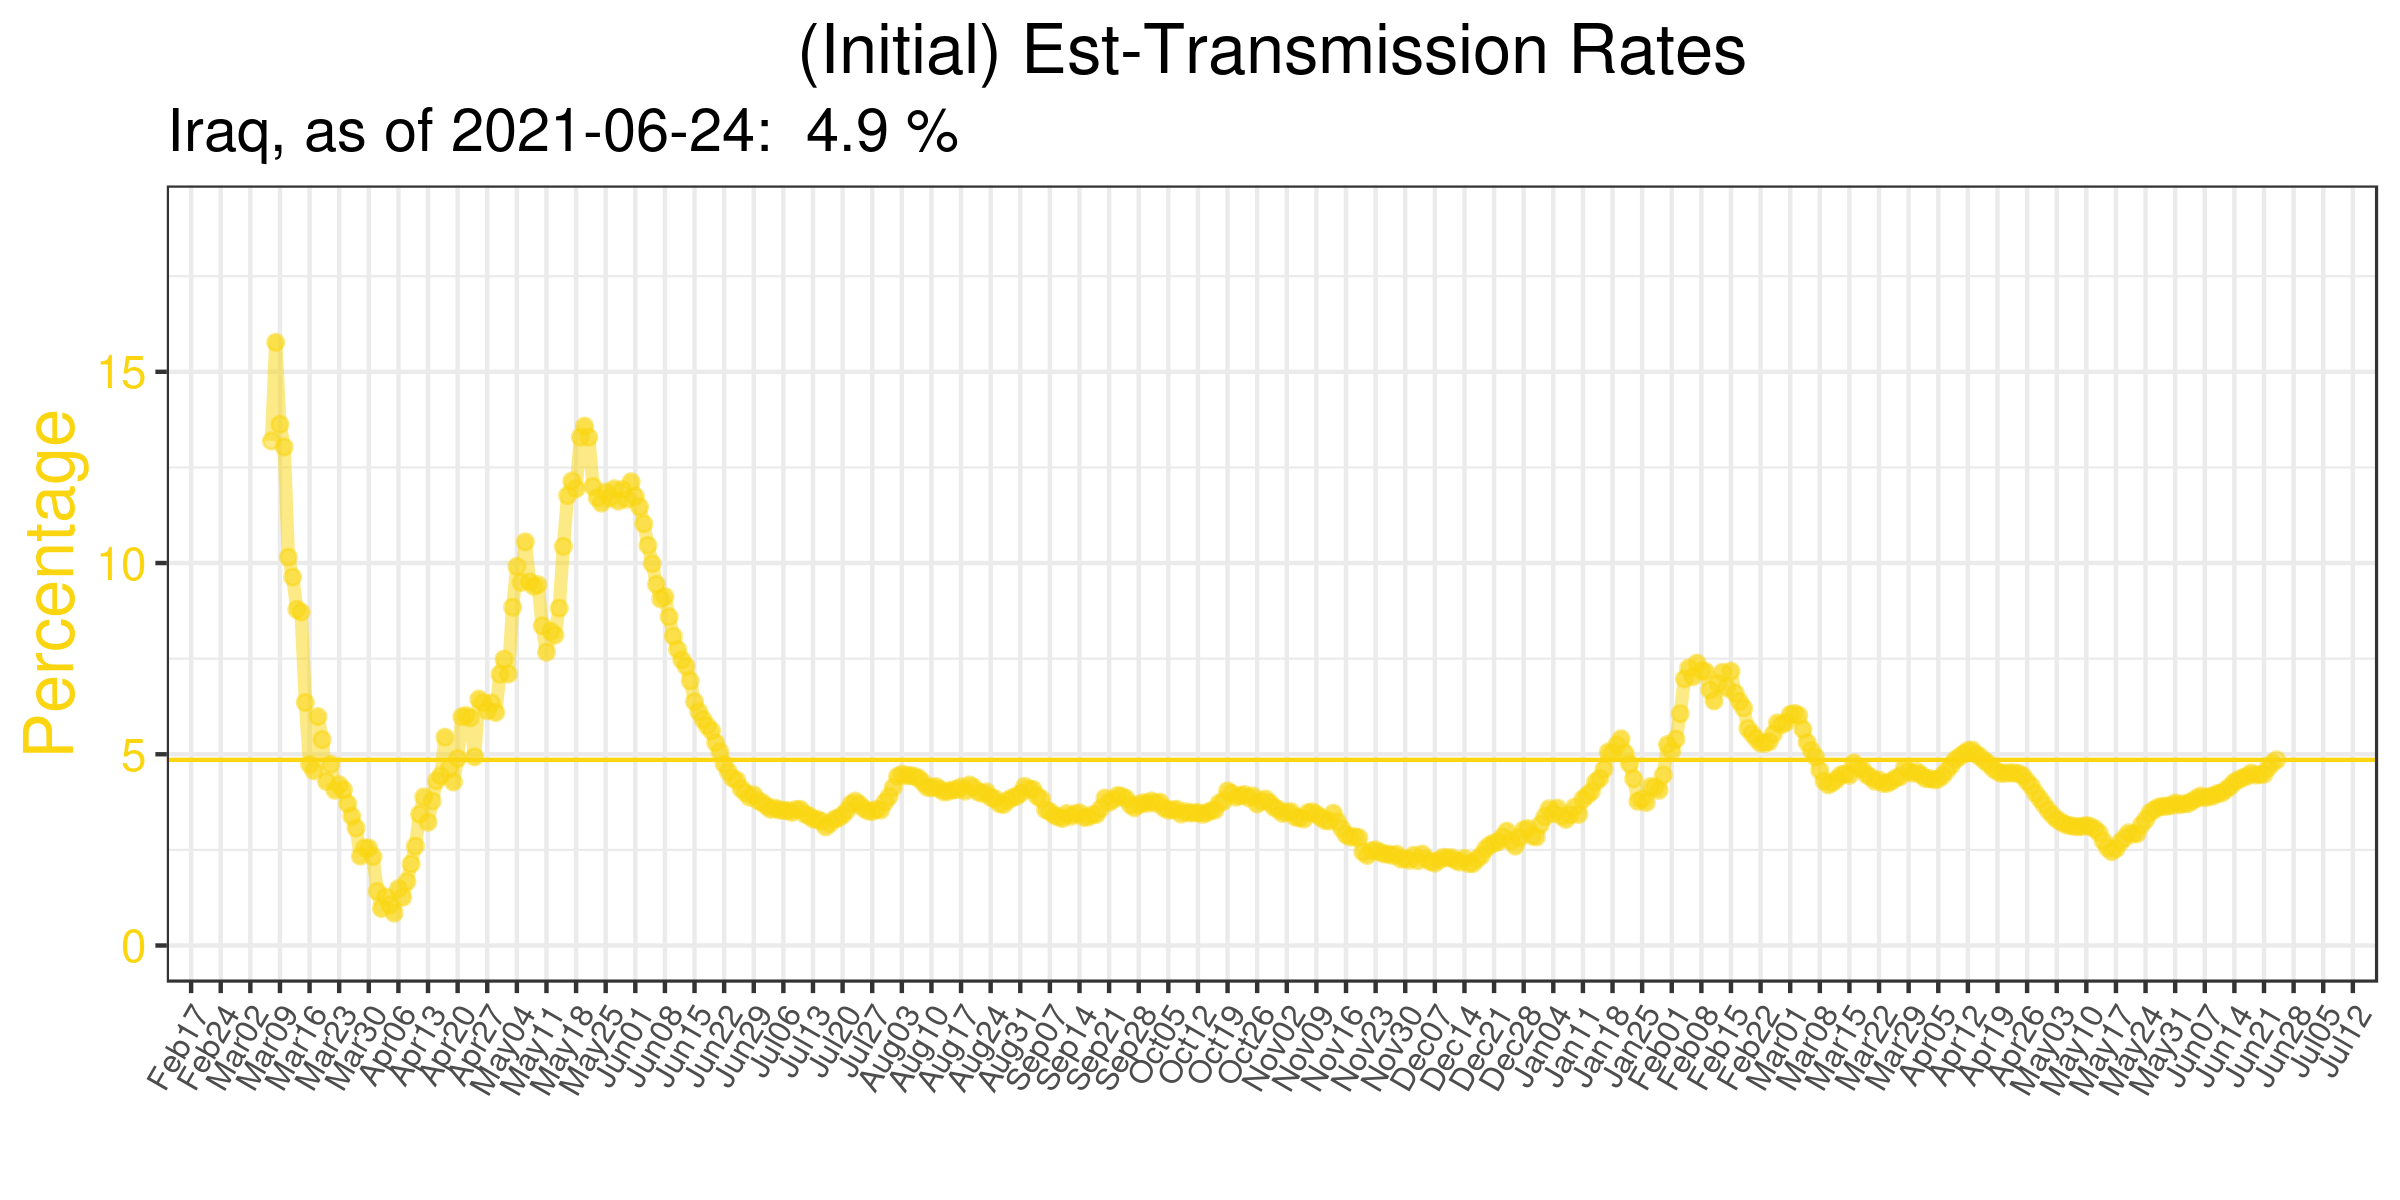 (Initial) Est-Transmission Rates
Iraq, as of 2021-06-24: 4.9 %
Percentage
15
10
5
0
Feb17
Feb24
Mar02
Mar09
Mar16
Mar23
Mar30
Apr06
Apr13
Apr20
Apr27
May04
May11
May18
May25
Jun01
Jun08
Jun15
Jun22
Jun29
Jul06
Jul13
Jul20
Jul27
Aug03
Aug10
Aug17
Aug24
Aug31
Sep07
Sep14
Sep21
Sep28
Oct05
Oct12
Oct19
Oct26
Nov02
Nov09
Nov16
Nov23
Nov30
Dec07
Dec14
Dec21
Dec28
Jan04
Jan11
Jan18
Jan25
Feb01
Feb08
Feb15
Feb22
Mar01
Mar08
Mar15
Mar22
Mar29
Apr05
Apr12
Apr19
Apr26
May03
May10
May17
May24
May31
Jun07
Jun14
Jun21
Jun28
Jul05
Jul12